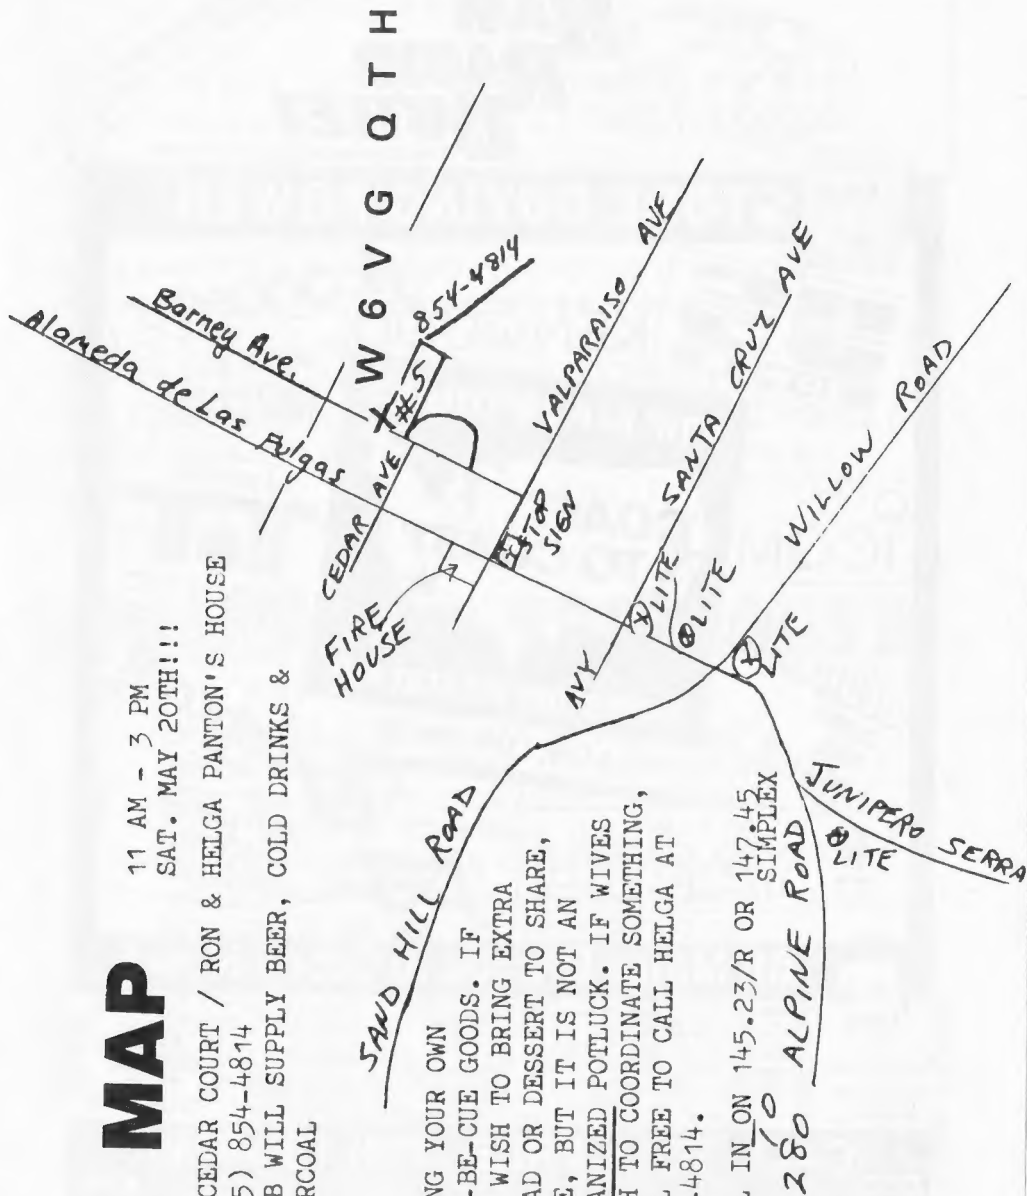 MAP
11 AM - 3 PM
SAT. MAY 20TH!!!
CEDAR COURT / RON & HELGA PANTON'S HOUSE
5) 854-4814
B WILL SUPPLY BEER, COLD DRINKS &
RCOAL
NG YOUR OWN
-BE-CUE GOODS. IF
WISH TO BRING EXTRA
AD OR DESSERT TO SHARE,
E, BUT IT IS NOT AN
ANIZED POTLUCK. IF WIVES
H TO COORDINATE SOMETHING,
L FREE TO CALL HELGA AT
.4814.
L IN ON 145.23/R OR 147.45
SIMPLEX
W6VG QTH
Alameda de Las Pulgas
Barney Ave.
854-4814
#5
X
CEDAR AVE
FIRE HOUSE
STOP
SIGN
VALPARAISO AVE
AVY
SANTA CRUZ AVE
LITE
LITE
LITE
WILLOW ROAD
SAND HILL ROAD
JUNIPERO SERRA
LITE
ALPINE ROAD
280